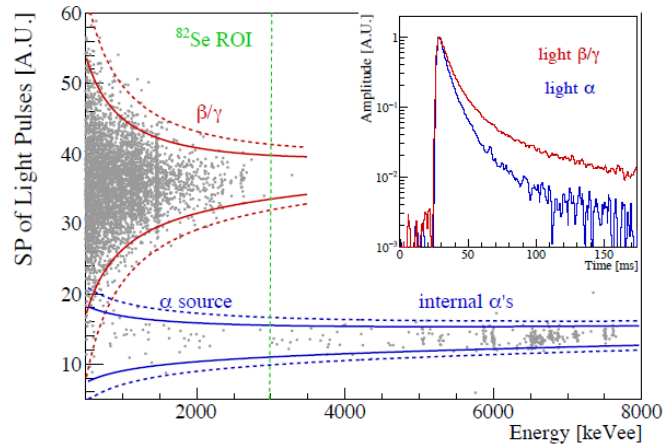 60
50
40
30
20
10
SP of Light Pulses [A.U.]
⁸²Se ROI
β/γ
α source
internal α's
2000
4000
6000
8000
Energy [keVee]
1
10⁻¹
10⁻²
10⁻³
Amplitude [A.U.]
light β/γ
light α
0
50
100
150
Time [ms]